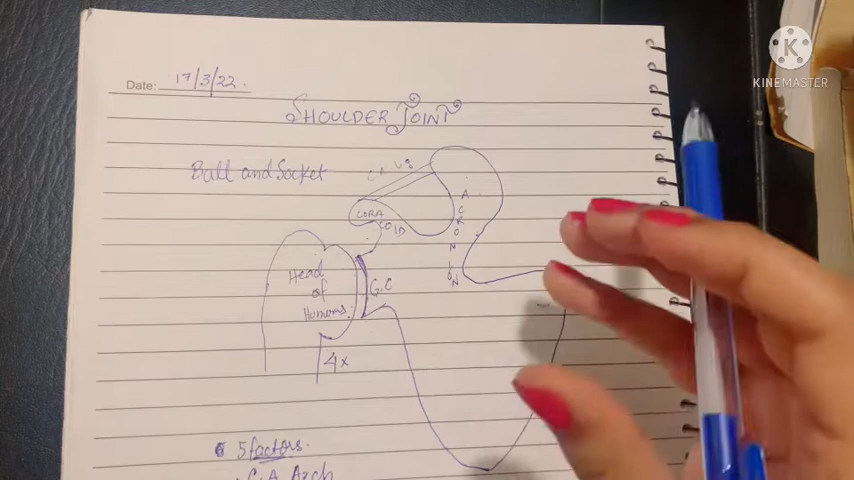 Date: 17/3/22.
SHOULDER JOINT
Ball and Socket
CORA
COID
ACROMION
Head
of
Humerus.
G.C
4x
5 factors.
C.A Arch
K
KINEMASTER